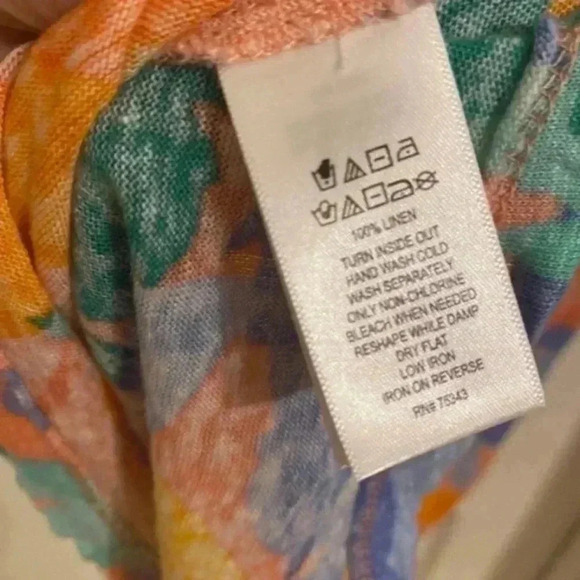 100% LINEN
TURN INSIDE OUT
HAND WASH COLD
WASH SEPARATELY
ONLY NON-CHLORINE
BLEACH WHEN NEEDED
RESHAPE WHILE DAMP
DRY FLAT
LOW IRON
IRON ON REVERSE
RN# 75343